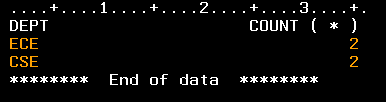 ....+....1....+....2....+....3....+.
DEPT                    COUNT ( * )
ECE                               2
CSE                               2
******** End of data ********